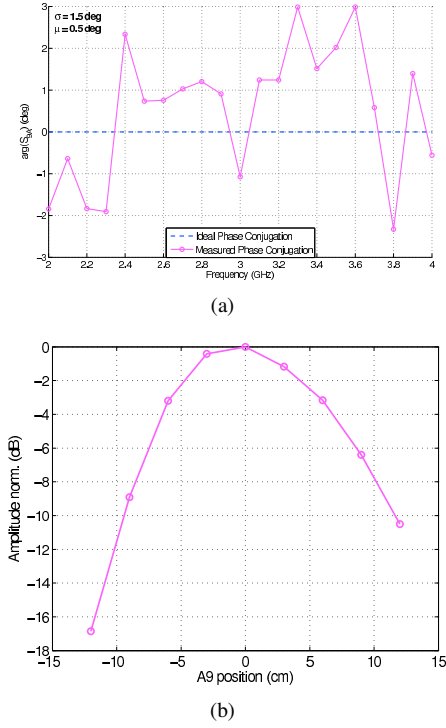 σ = 1.5 deg
μ = 0.5 deg
3
2
1
0
−1
−2
−3
arg(S9A) (deg)
Ideal Phase Conjugation
Measured Phase Conjugation
2 2.2 2.4 2.6 2.8 3 3.2 3.4 3.6 3.8 4
Frequency (GHz)
(a)
0
−2
−4
−6
−8
−10
−12
−14
−16
−18
Amplitude norm. (dB)
−15 −10 −5 0 5 10 15
A9 position (cm)
(b)